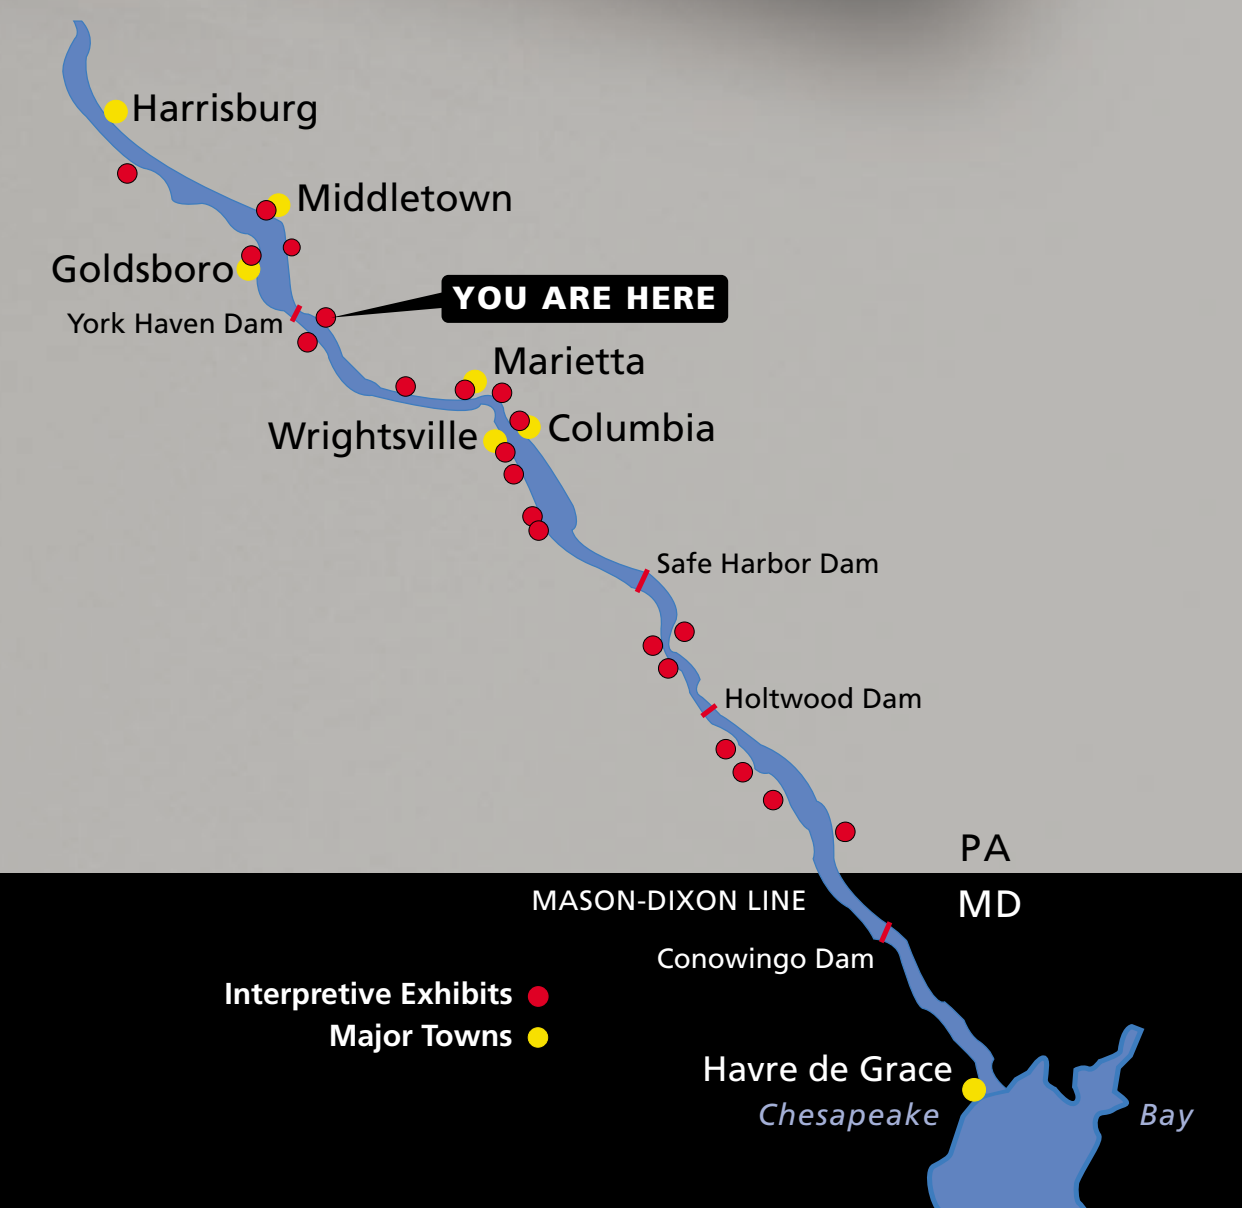 Harrisburg
Middletown
Goldsboro
YOU ARE HERE
York Haven Dam
Marietta
Wrightsville
Columbia
Safe Harbor Dam
Holtwood Dam
PA
MASON-DIXON LINE
MD
Conowingo Dam
Interpretive Exhibits
Major Towns
Havre de Grace
Chesapeake Bay